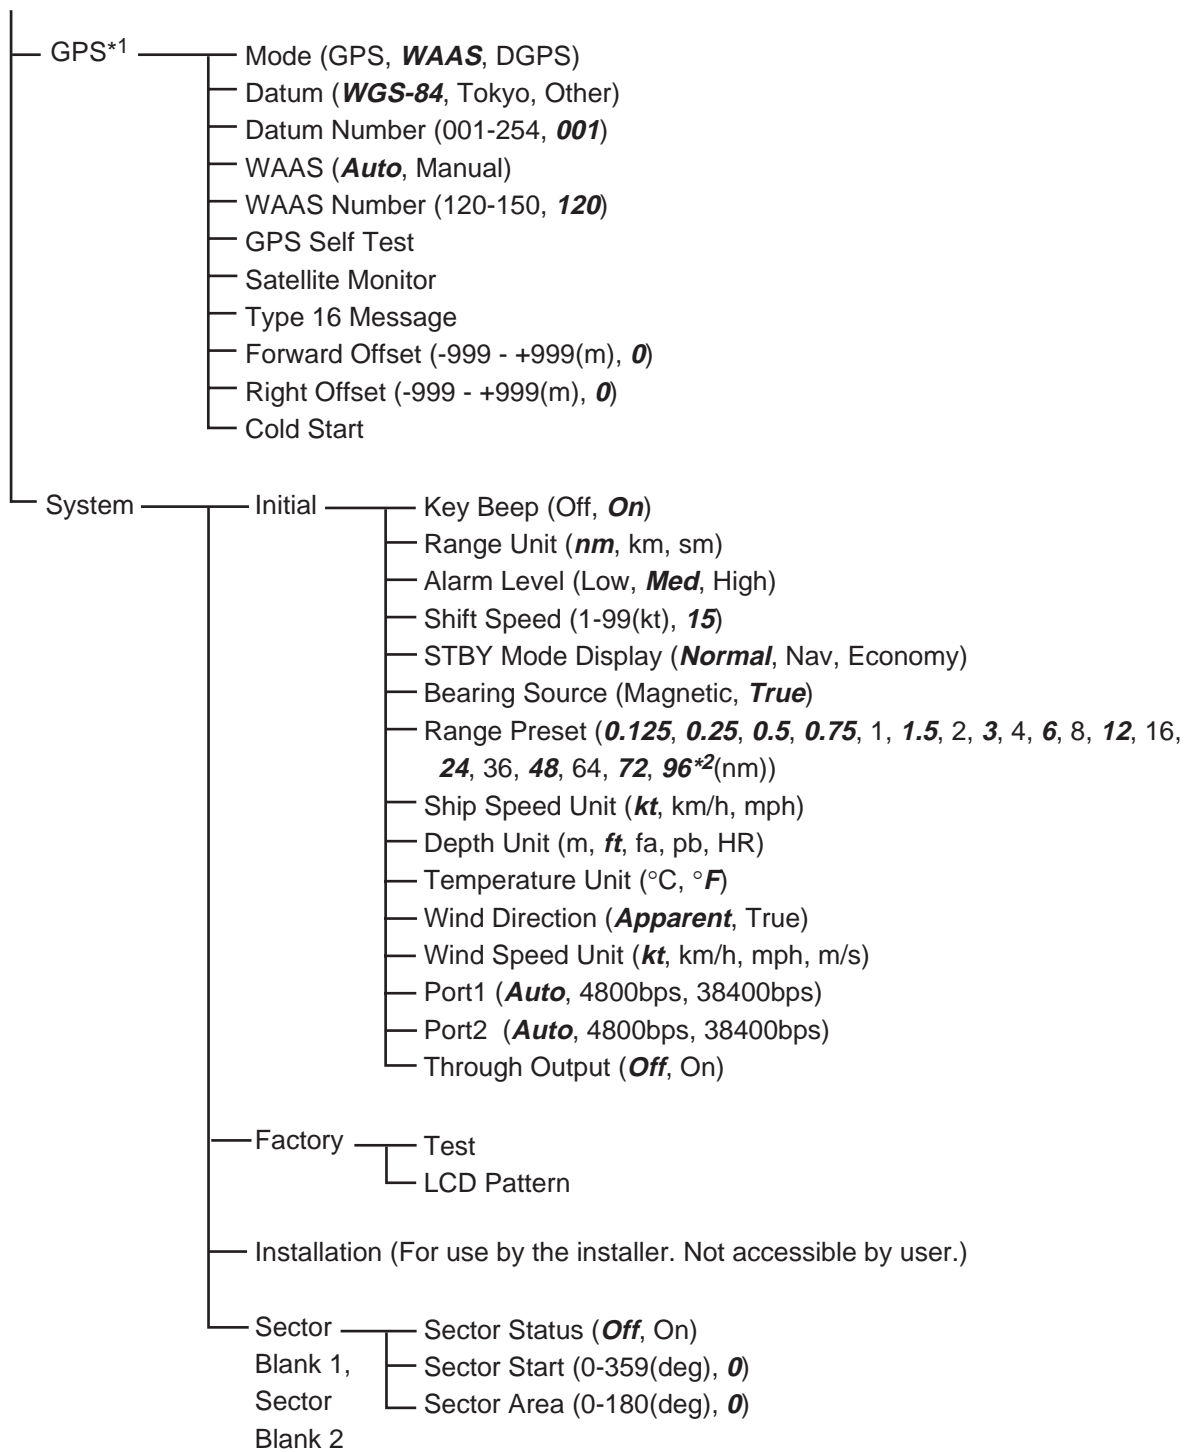 GPS*1
Mode (GPS, WAAS, DGPS)
Datum (WGS-84, Tokyo, Other)
Datum Number (001-254, 001)
WAAS (Auto, Manual)
WAAS Number (120-150, 120)
GPS Self Test
Satellite Monitor
Type 16 Message
Forward Offset (-999 - +999(m), 0)
Right Offset (-999 - +999(m), 0)
Cold Start
System
Initial
Key Beep (Off, On)
Range Unit (nm, km, sm)
Alarm Level (Low, Med, High)
Shift Speed (1-99(kt), 15)
STBY Mode Display (Normal, Nav, Economy)
Bearing Source (Magnetic, True)
Range Preset (0.125, 0.25, 0.5, 0.75, 1, 1.5, 2, 3, 4, 6, 8, 12, 16,
24, 36, 48, 64, 72, 96*2(nm))
Ship Speed Unit (kt, km/h, mph)
Depth Unit (m, ft, fa, pb, HR)
Temperature Unit (°C, °F)
Wind Direction (Apparent, True)
Wind Speed Unit (kt, km/h, mph, m/s)
Port1 (Auto, 4800bps, 38400bps)
Port2 (Auto, 4800bps, 38400bps)
Through Output (Off, On)
Factory
Test
LCD Pattern
Installation (For use by the installer. Not accessible by user.)
Sector
Blank 1,
Sector
Blank 2
Sector Status (Off, On)
Sector Start (0-359(deg), 0)
Sector Area (0-180(deg), 0)